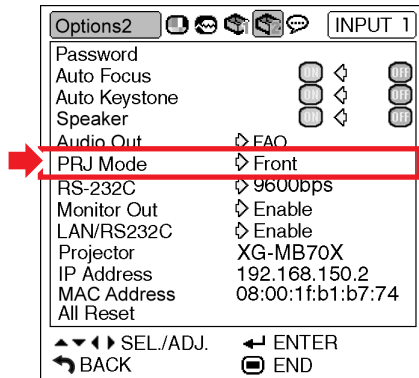 Options2 INPUT 1
Password
Auto Focus ON OFF
Auto Keystone ON OFF
Speaker ON OFF
Audio Out FAO
PRJ Mode Front
RS-232C 9600bps
Monitor Out Enable
LAN/RS232C Enable
Projector XG-MB70X
IP Address 192.168.150.2
MAC Address 08:00:1f:b1:b7:74
All Reset
SEL./ADJ. ENTER
BACK END